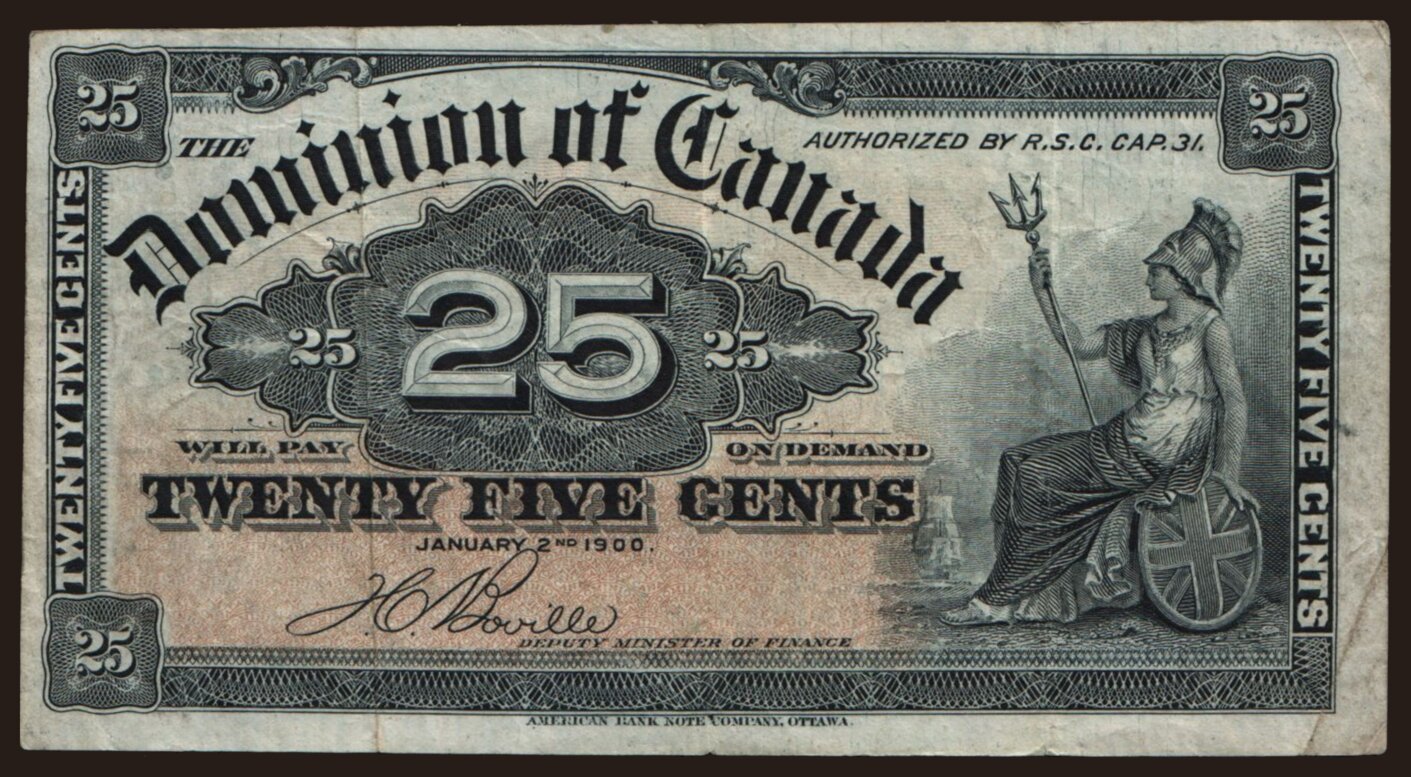 25
25
THE
Dominion of Canada
AUTHORIZED BY R.S.C. CAP. 31.
TWENTY FIVE CENTS
TWENTY FIVE CENTS
25
25
25
WILL PAY
ON DEMAND
TWENTY FIVE CENTS
JANUARY 2ND 1900.
J.C. Boville
DEPUTY MINISTER OF FINANCE
25
AMERICAN BANK NOTE COMPANY, OTTAWA.